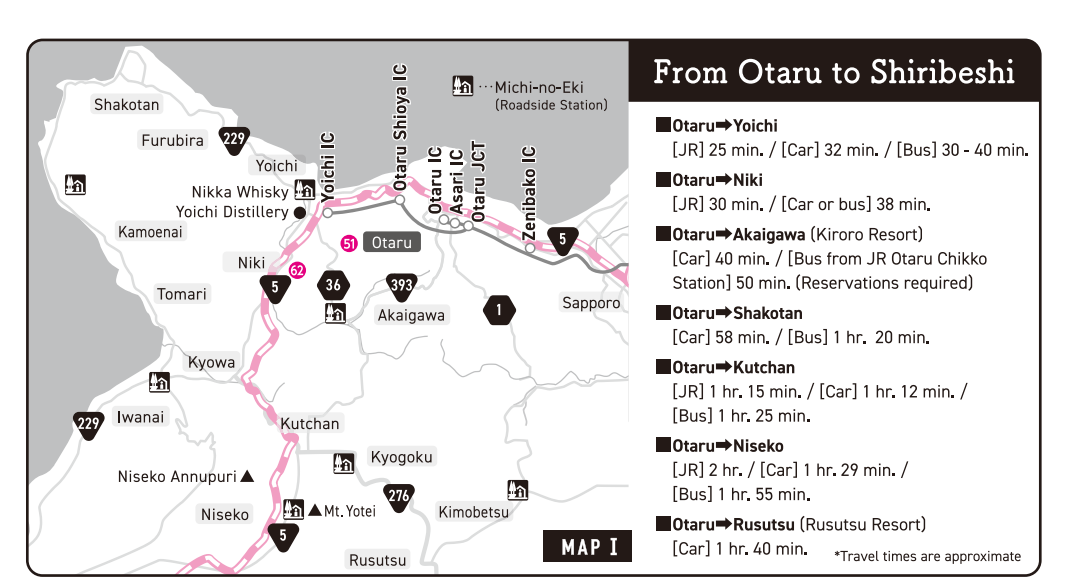 Michi-no-Eki
(Roadside Station)
Shakotan
Furubira
229
Yoichi
Nikka Whisky
Yoichi Distillery
Yoichi IC
Otaru Shioya IC
Otaru IC
Asari IC
Otaru JCT
Zenibako IC
Kamoenai
51
Otaru
5
Niki
62
5
36
393
1
Tomari
Akaigawa
Sapporo
Kyowa
Iwanai
229
Kutchan
Kyogoku
Niseko Annupuri
276
Niseko
Mt. Yotei
Kimobetsu
5
Rusutsu
MAP I
From Otaru to Shiribeshi
■Otaru➡Yoichi
[JR] 25 min. / [Car] 32 min. / [Bus] 30 - 40 min.
■Otaru➡Niki
[JR] 30 min. / [Car or bus] 38 min.
■Otaru➡Akaigawa (Kiroro Resort)
[Car] 40 min. / [Bus from JR Otaru Chikko
Station] 50 min. (Reservations required)
■Otaru➡Shakotan
[Car] 58 min. / [Bus] 1 hr. 20 min.
■Otaru➡Kutchan
[JR] 1 hr. 15 min. / [Car] 1 hr. 12 min. /
[Bus] 1 hr. 25 min.
■Otaru➡Niseko
[JR] 2 hr. / [Car] 1 hr. 29 min. /
[Bus] 1 hr. 55 min.
■Otaru➡Rusutsu (Rusutsu Resort)
[Car] 1 hr. 40 min.
*Travel times are approximate